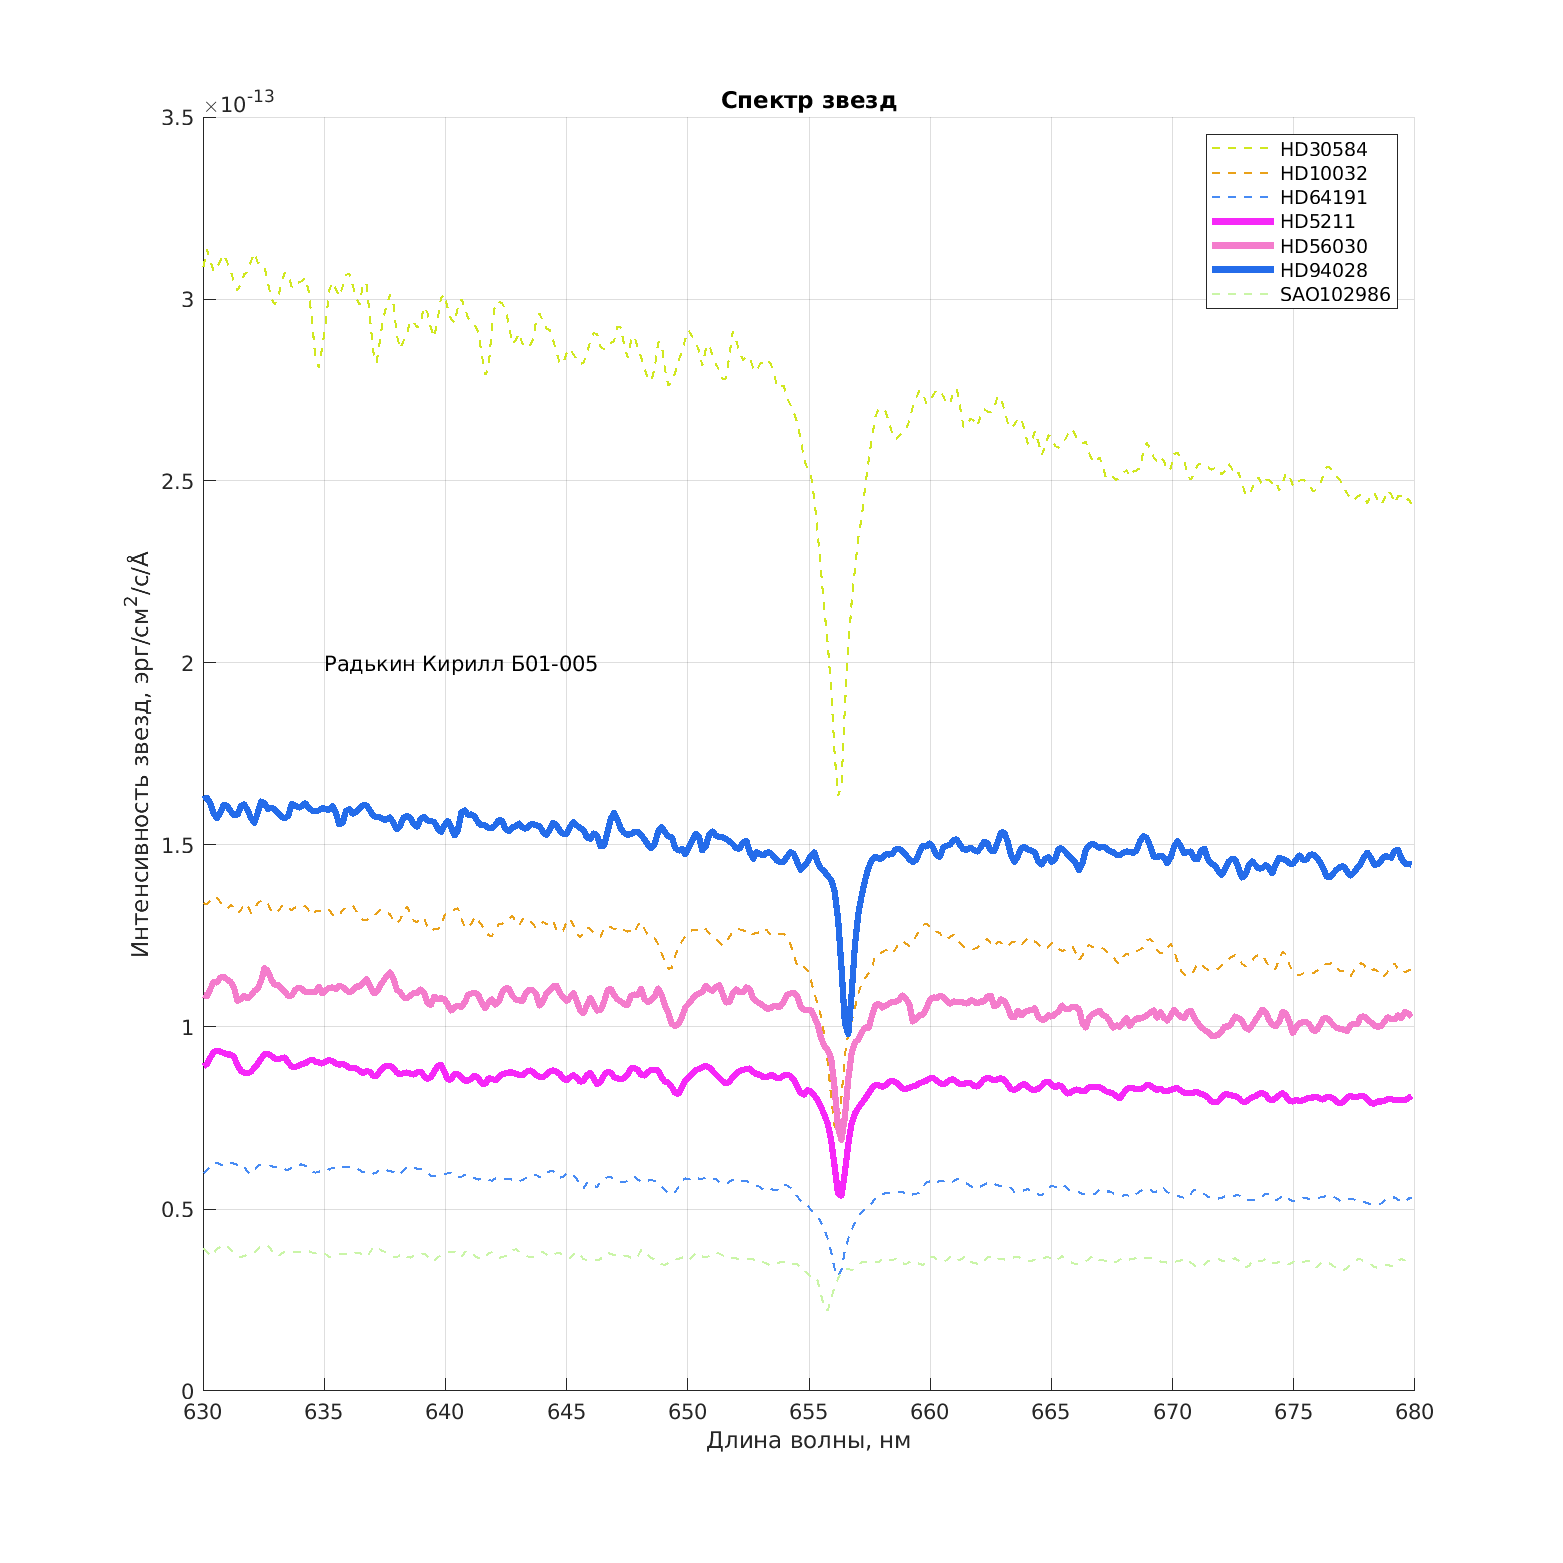 Спектр звезд
×10-13
3.5
3
2.5
2
1.5
1
0.5
0
Интенсивность звезд, эрг/см2/с/Å
HD30584
HD10032
HD64191
HD5211
HD56030
HD94028
SAO102986
Радькин Кирилл Б01-005
630 635 640 645 650 655 660 665 670 675 680
Длина волны, нм